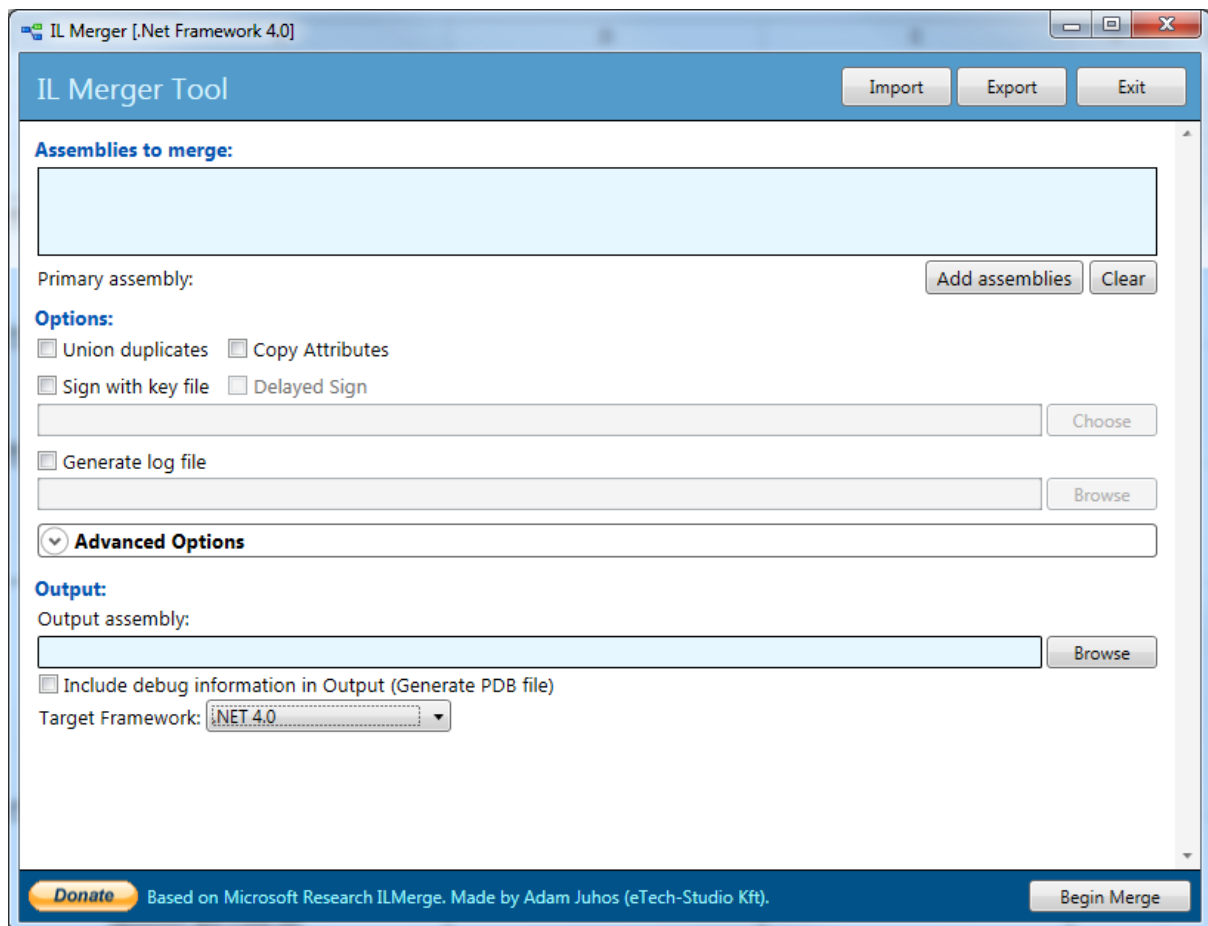 IL Merger [.Net Framework 4.0]
IL Merger Tool Import Export Exit
Assemblies to merge:
Primary assembly: Add assemblies Clear
Options:
Union duplicates Copy Attributes
Sign with key file Delayed Sign
Choose
Generate log file
Browse
Advanced Options
Output:
Output assembly:
Browse
Include debug information in Output (Generate PDB file)
Target Framework: .NET 4.0
Donate Based on Microsoft Research ILMerge. Made by Adam Juhos (eTech-Studio Kft). Begin Merge